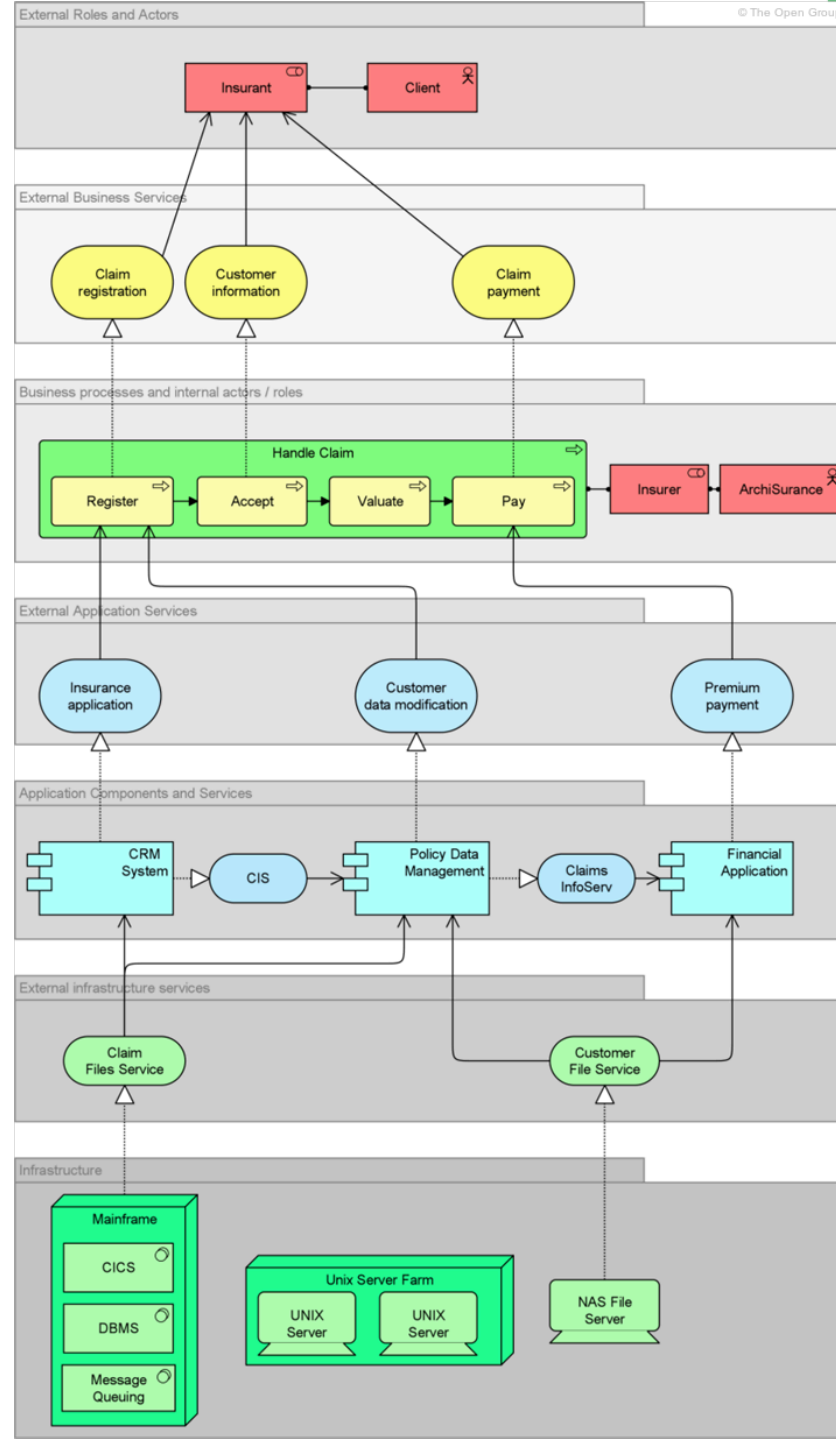 External Roles and Actors
© The Open Grou
Insurant
Client
External Business Services
Claim
registration
Customer
information
Claim
payment
Business processes and internal actors / roles
Handle Claim
Register
Accept
Valuate
Pay
Insurer
ArchiSurance
External Application Services
Insurance
application
Customer
data modification
Premium
payment
Application Components and Services
CRM
System
CIS
Policy Data
Management
Claims
InfoServ
Financial
Application
External infrastructure services
Claim
Files Service
Customer
File Service
Infrastructure
Mainframe
CICS
DBMS
Message
Queuing
Unix Server Farm
UNIX
Server
UNIX
Server
NAS File
Server